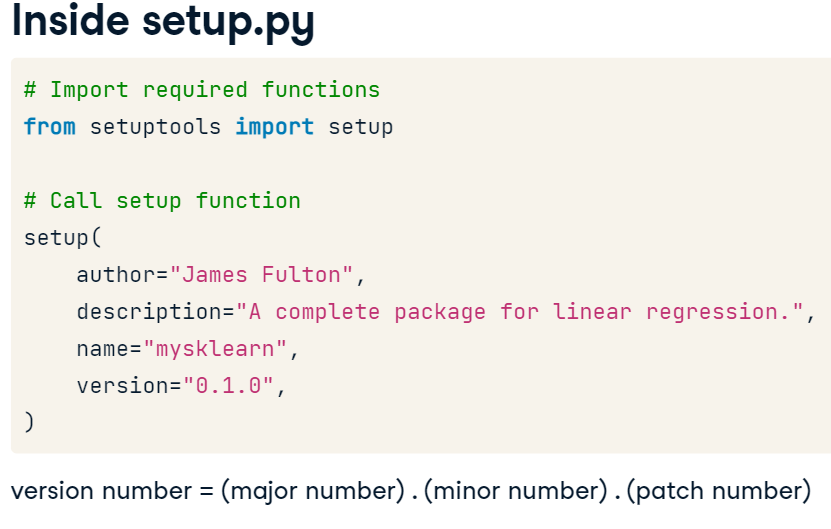 Inside setup.py
# Import required functions
from setuptools import setup
# Call setup function
setup(
    author="James Fulton",
    description="A complete package for linear regression.",
    name="mysklearn",
    version="0.1.0",
)
version number = (major number) . (minor number) . (patch number)